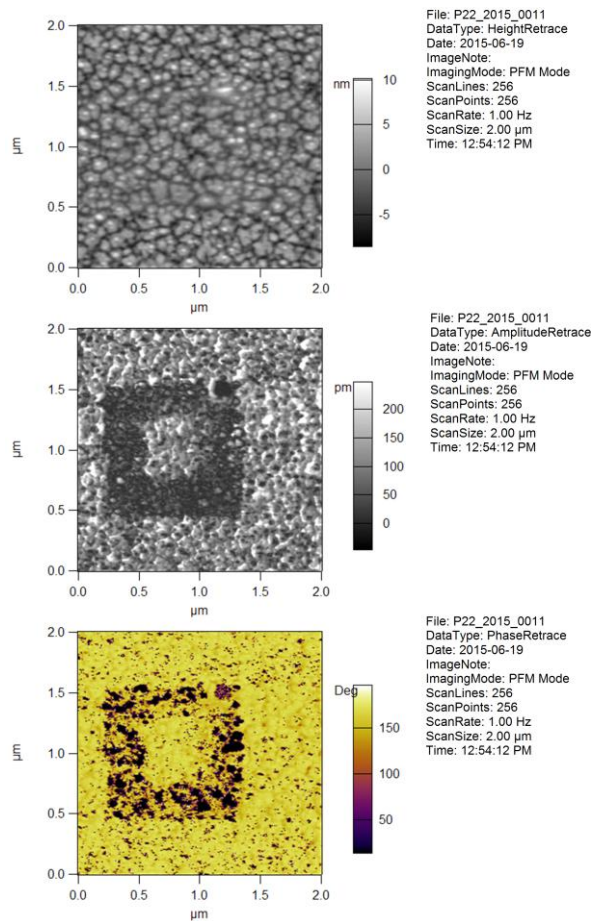 File: P22_2015_0011
DataType: HeightRetrace
Date: 2015-06-19
ImageNote:
ImagingMode: PFM Mode
ScanLines: 256
ScanPoints: 256
ScanRate: 1.00 Hz
ScanSize: 2.00 µm
Time: 12:54:12 PM
2.0
1.5
1.0
0.5
0.0
µm
0.0 0.5 1.0 1.5 2.0
µm
nm
10
5
0
-5
File: P22_2015_0011
DataType: AmplitudeRetrace
Date: 2015-06-19
ImageNote:
ImagingMode: PFM Mode
ScanLines: 256
ScanPoints: 256
ScanRate: 1.00 Hz
ScanSize: 2.00 µm
Time: 12:54:12 PM
2.0
1.5
1.0
0.5
0.0
µm
0.0 0.5 1.0 1.5 2.0
µm
pm
200
150
100
50
0
File: P22_2015_0011
DataType: PhaseRetrace
Date: 2015-06-19
ImageNote:
ImagingMode: PFM Mode
ScanLines: 256
ScanPoints: 256
ScanRate: 1.00 Hz
ScanSize: 2.00 µm
Time: 12:54:12 PM
2.0
1.5
1.0
0.5
0.0
µm
0.0 0.5 1.0 1.5 2.0
µm
Deg
150
100
50